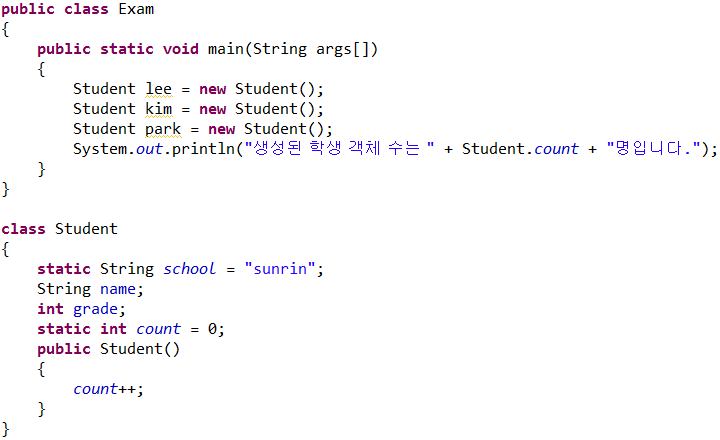 public class Exam
{
    public static void main(String args[])
    {
        Student lee = new Student();
        Student kim = new Student();
        Student park = new Student();
        System.out.println("생성된 학생 객체 수는 " + Student.count + "명입니다.");
    }
}

class Student
{
    static String school = "sunrin";
    String name;
    int grade;
    static int count = 0;
    public Student()
    {
        count++;
    }
}